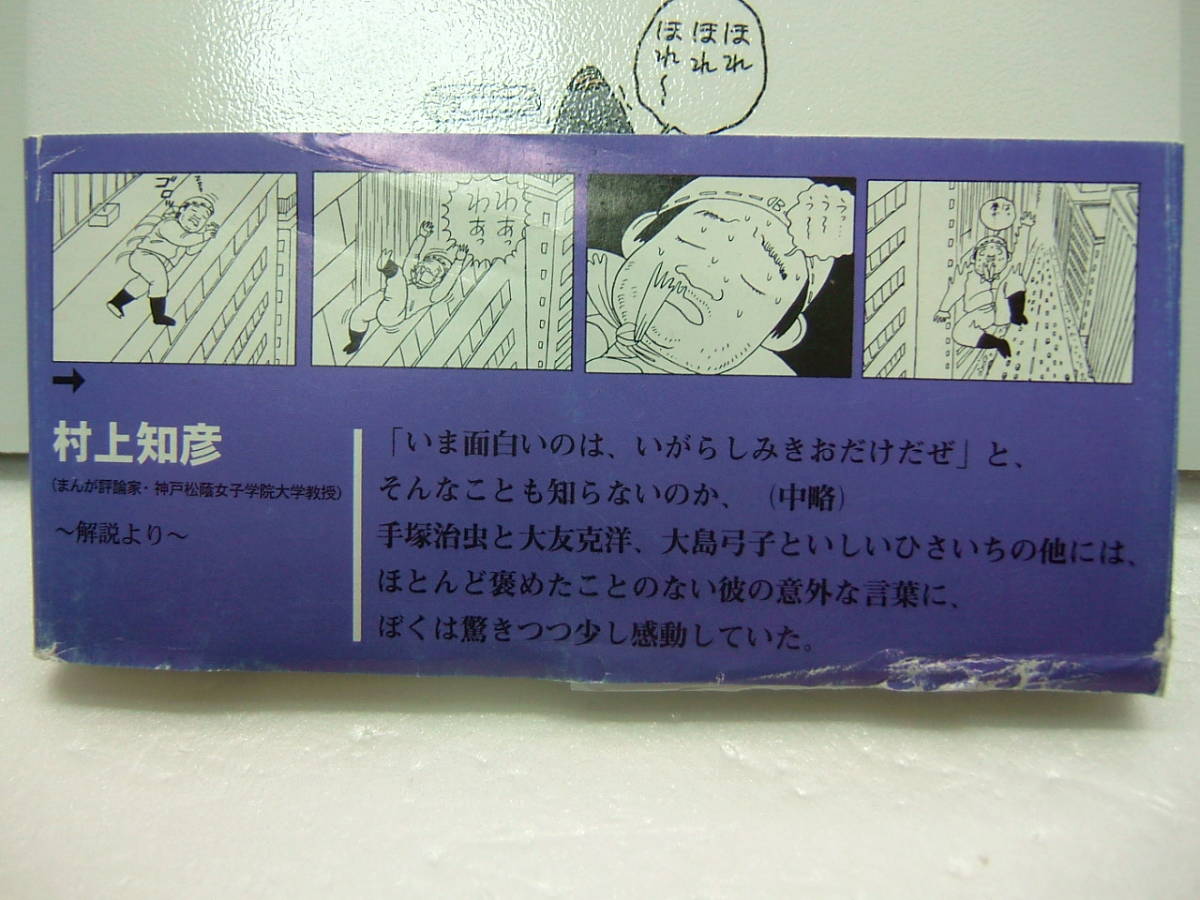 ほれ
ほれ
ほれ〜
ゴロッ
わあっ
わあっ
OB
うっ…
う〜
う…
➡
村上知彦
(まんが評論家・神戸松蔭女子学院大学教授)
〜解説より〜
「いま面白いのは、いがらしみきおだけだぜ」と、
そんなことも知らないのか、(中略)
手塚治虫と大友克洋、大島弓子といしいひさいちの他には、
ほとんど褒めたことのない彼の意外な言葉に、
ぼくは驚きつつ少し感動していた。